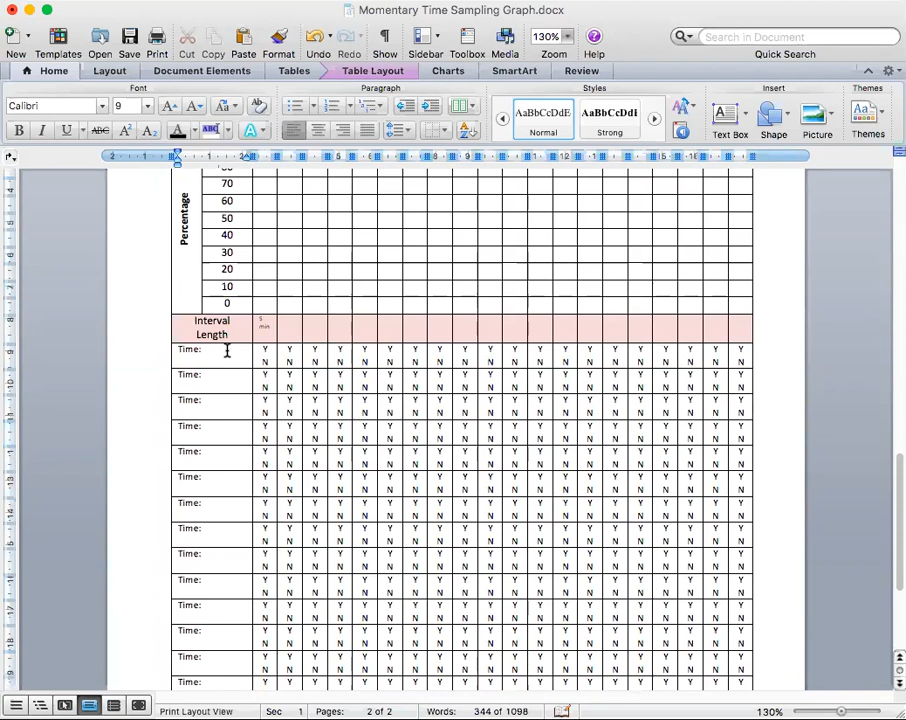 Momentary Time Sampling Graph.docx
New Templates Open Save Print Cut Copy Paste Format Undo Redo Show Sidebar Toolbox Media Zoom Help Quick Search
130%
Search in Document
Home Layout Document Elements Tables Table Layout Charts SmartArt Review
Font Paragraph Styles Insert Themes
Calibri 9
AaBbCcDdE AaBbCcDdI
Normal Strong Text Box Shape Picture Themes
Percentage
70
60
50
40
30
20
10
0
Interval
Length
5
min
Time: Y Y Y Y Y Y Y Y Y Y Y Y Y Y Y Y Y Y Y Y
N N N N N N N N N N N N N N N N N N N N
Time: Y Y Y Y Y Y Y Y Y Y Y Y Y Y Y Y Y Y Y Y
N N N N N N N N N N N N N N N N N N N N
Time: Y Y Y Y Y Y Y Y Y Y Y Y Y Y Y Y Y Y Y Y
N N N N N N N N N N N N N N N N N N N N
Time: Y Y Y Y Y Y Y Y Y Y Y Y Y Y Y Y Y Y Y Y
N N N N N N N N N N N N N N N N N N N N
Time: Y Y Y Y Y Y Y Y Y Y Y Y Y Y Y Y Y Y Y Y
N N N N N N N N N N N N N N N N N N N N
Time: Y Y Y Y Y Y Y Y Y Y Y Y Y Y Y Y Y Y Y Y
N N N N N N N N N N N N N N N N N N N N
Time: Y Y Y Y Y Y Y Y Y Y Y Y Y Y Y Y Y Y Y Y
N N N N N N N N N N N N N N N N N N N N
Time: Y Y Y Y Y Y Y Y Y Y Y Y Y Y Y Y Y Y Y Y
N N N N N N N N N N N N N N N N N N N N
Time: Y Y Y Y Y Y Y Y Y Y Y Y Y Y Y Y Y Y Y Y
N N N N N N N N N N N N N N N N N N N N
Time: Y Y Y Y Y Y Y Y Y Y Y Y Y Y Y Y Y Y Y Y
N N N N N N N N N N N N N N N N N N N N
Time: Y Y Y Y Y Y Y Y Y Y Y Y Y Y Y Y Y Y Y Y
N N N N N N N N N N N N N N N N N N N N
Time: Y Y Y Y Y Y Y Y Y Y Y Y Y Y Y Y Y Y Y Y
N N N N N N N N N N N N N N N N N N N N
Time: Y Y Y Y Y Y Y Y Y Y Y Y Y Y Y Y Y Y Y Y
N N N N N N N N N N N N N N N N N N N N
Time: Y Y Y Y Y Y Y Y Y Y Y Y Y Y Y Y Y Y Y Y
Print Layout View Sec 1 Pages: 2 of 2 Words: 344 of 1098 130%